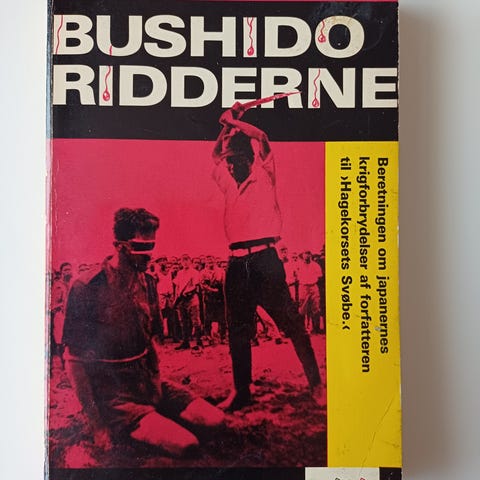 BUSHIDO
RIDDERNE
Beretningen om japanernes
krigforbrydelser af forfatteren
til ›Hagekorsets Svøbe.‹